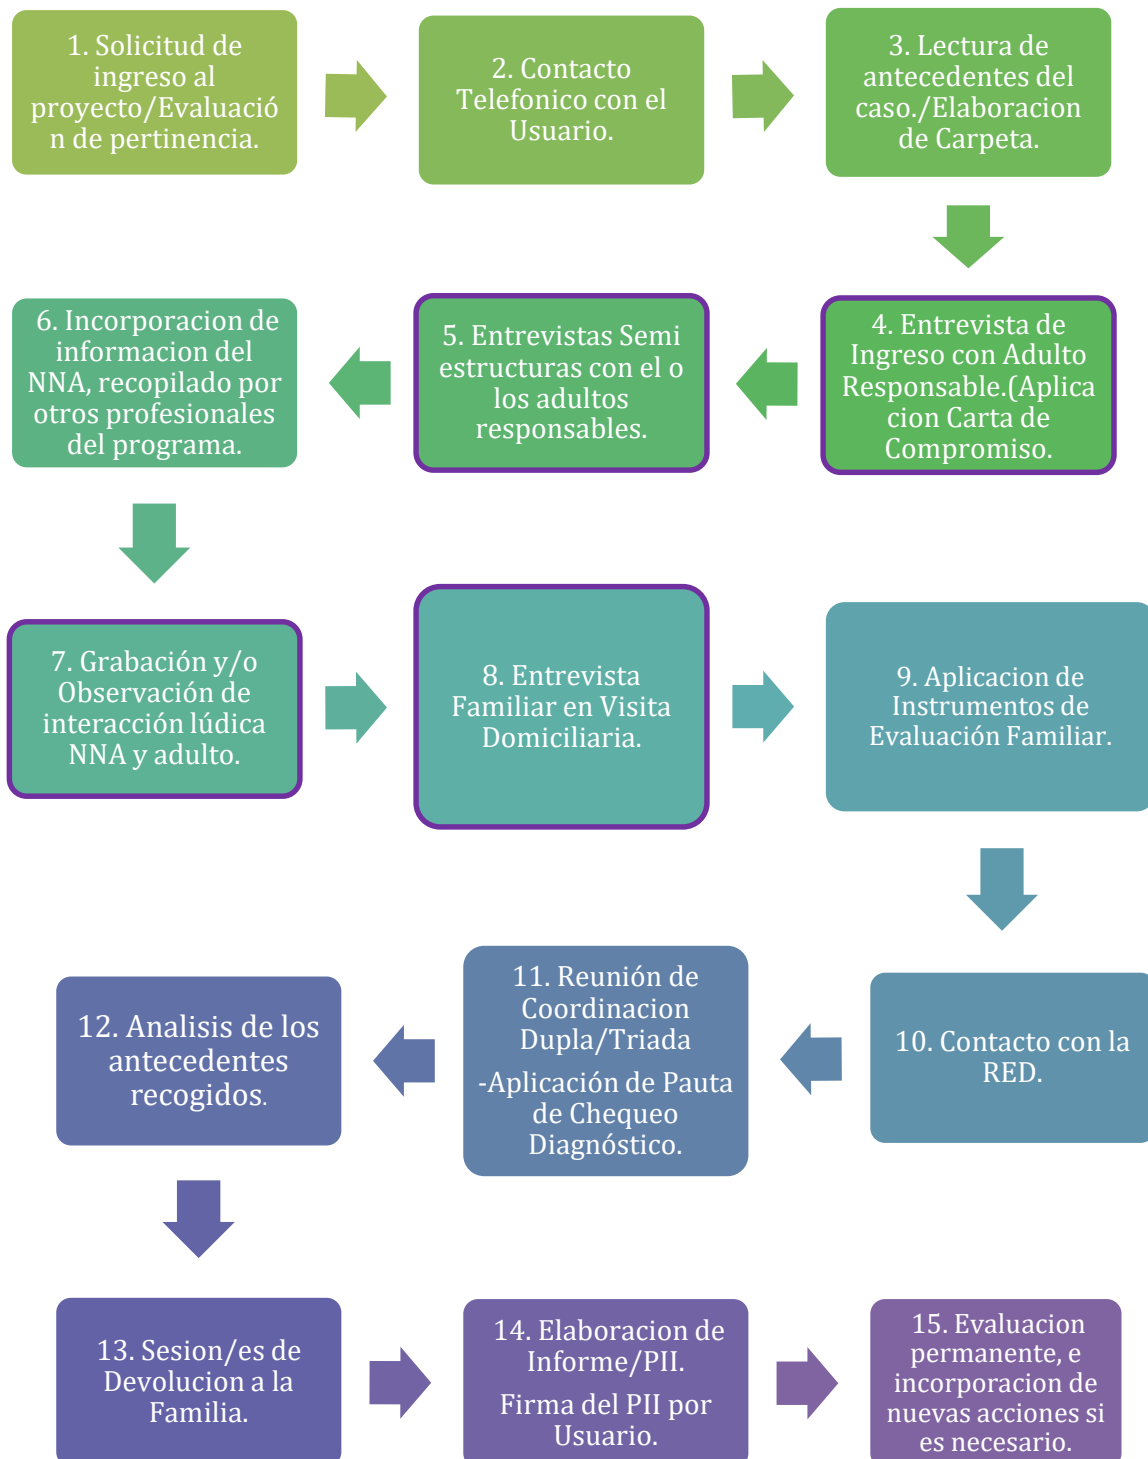 1. Solicitud de
ingreso al
proyecto/Evaluació
n de pertinencia.
2. Contacto
Telefonico con el
Usuario.
3. Lectura de
antecedentes del
caso./Elaboracion
de Carpeta.
4. Entrevista de
Ingreso con Adulto
Responsable.(Aplica
cion Carta de
Compromiso.
5. Entrevistas Semi
estructuras con el o
los adultos
responsables.
6. Incorporacion de
informacion del
NNA, recopilado por
otros profesionales
del programa.
7. Grabación y/o
Observación de
interacción lúdica
NNA y adulto.
8. Entrevista
Familiar en Visita
Domiciliaria.
9. Aplicacion de
Instrumentos de
Evaluación Familiar.
10. Contacto con la
RED.
11. Reunión de
Coordinacion
Dupla/Triada
-Aplicación de Pauta
de Chequeo
Diagnóstico.
12. Analisis de los
antecedentes
recogidos.
13. Sesion/es de
Devolucion a la
Familia.
14. Elaboracion de
Informe/PII.
Firma del PII por
Usuario.
15. Evaluacion
permanente, e
incorporacion de
nuevas acciones si
es necesario.